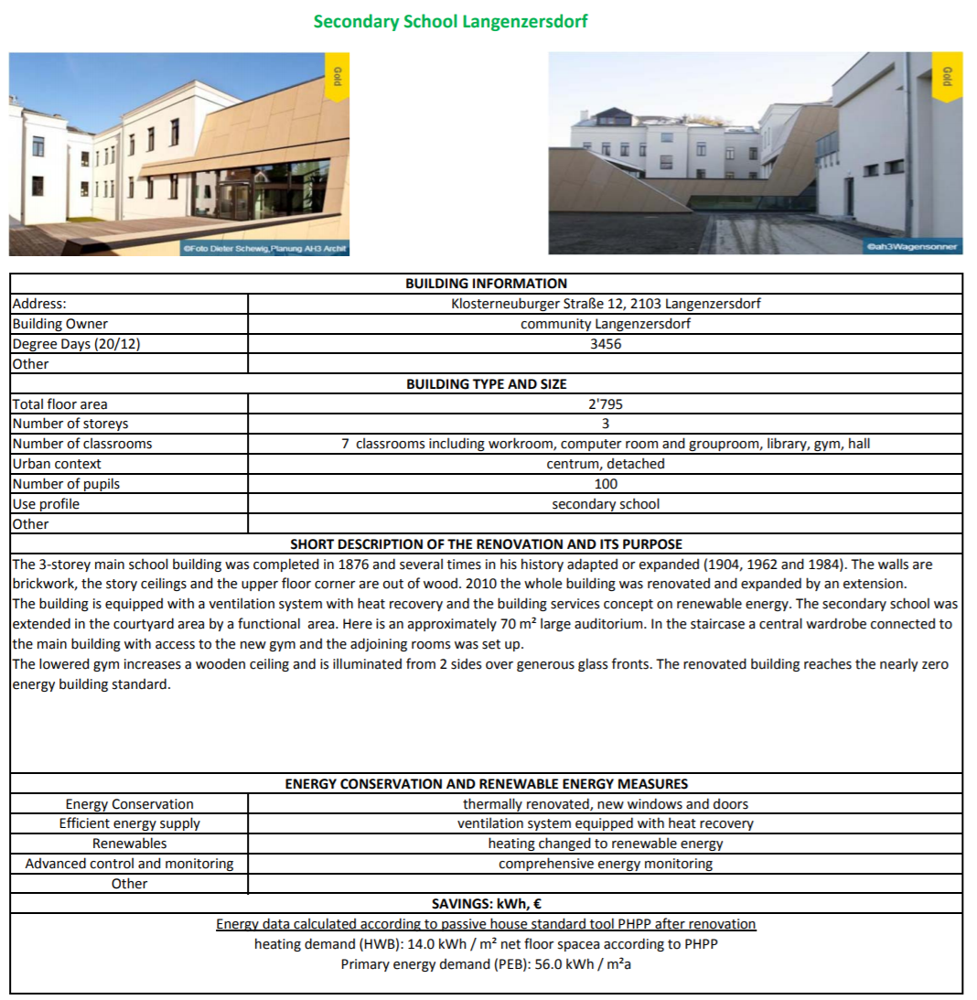 Secondary School Langenzersdorf
Gold
Gold
©Foto Dieter Schewig,Planung AH3 Archit
©ah3Wagensonner
BUILDING INFORMATION
Address: Klosterneuburger Straße 12, 2103 Langenzersdorf
Building Owner community Langenzersdorf
Degree Days (20/12) 3456
Other
BUILDING TYPE AND SIZE
Total floor area 2'795
Number of storeys 3
Number of classrooms 7 classrooms including workroom, computer room and grouproom, library, gym, hall
Urban context centrum, detached
Number of pupils 100
Use profile secondary school
Other
SHORT DESCRIPTION OF THE RENOVATION AND ITS PURPOSE
The 3-storey main school building was completed in 1876 and several times in his history adapted or expanded (1904, 1962 and 1984). The walls are
brickwork, the story ceilings and the upper floor corner are out of wood. 2010 the whole building was renovated and expanded by an extension.
The building is equipped with a ventilation system with heat recovery and the building services concept on renewable energy. The secondary school was
extended in the courtyard area by a functional area. Here is an approximately 70 m² large auditorium. In the staircase a central wardrobe connected to
the main building with access to the new gym and the adjoining rooms was set up.
The lowered gym increases a wooden ceiling and is illuminated from 2 sides over generous glass fronts. The renovated building reaches the nearly zero
energy building standard.
ENERGY CONSERVATION AND RENEWABLE ENERGY MEASURES
Energy Conservation thermally renovated, new windows and doors
Efficient energy supply ventilation system equipped with heat recovery
Renewables heating changed to renewable energy
Advanced control and monitoring comprehensive energy monitoring
Other
SAVINGS: kWh, €
Energy data calculated according to passive house standard tool PHPP after renovation
heating demand (HWB): 14.0 kWh / m² net floor spacea according to PHPP
Primary energy demand (PEB): 56.0 kWh / m²a